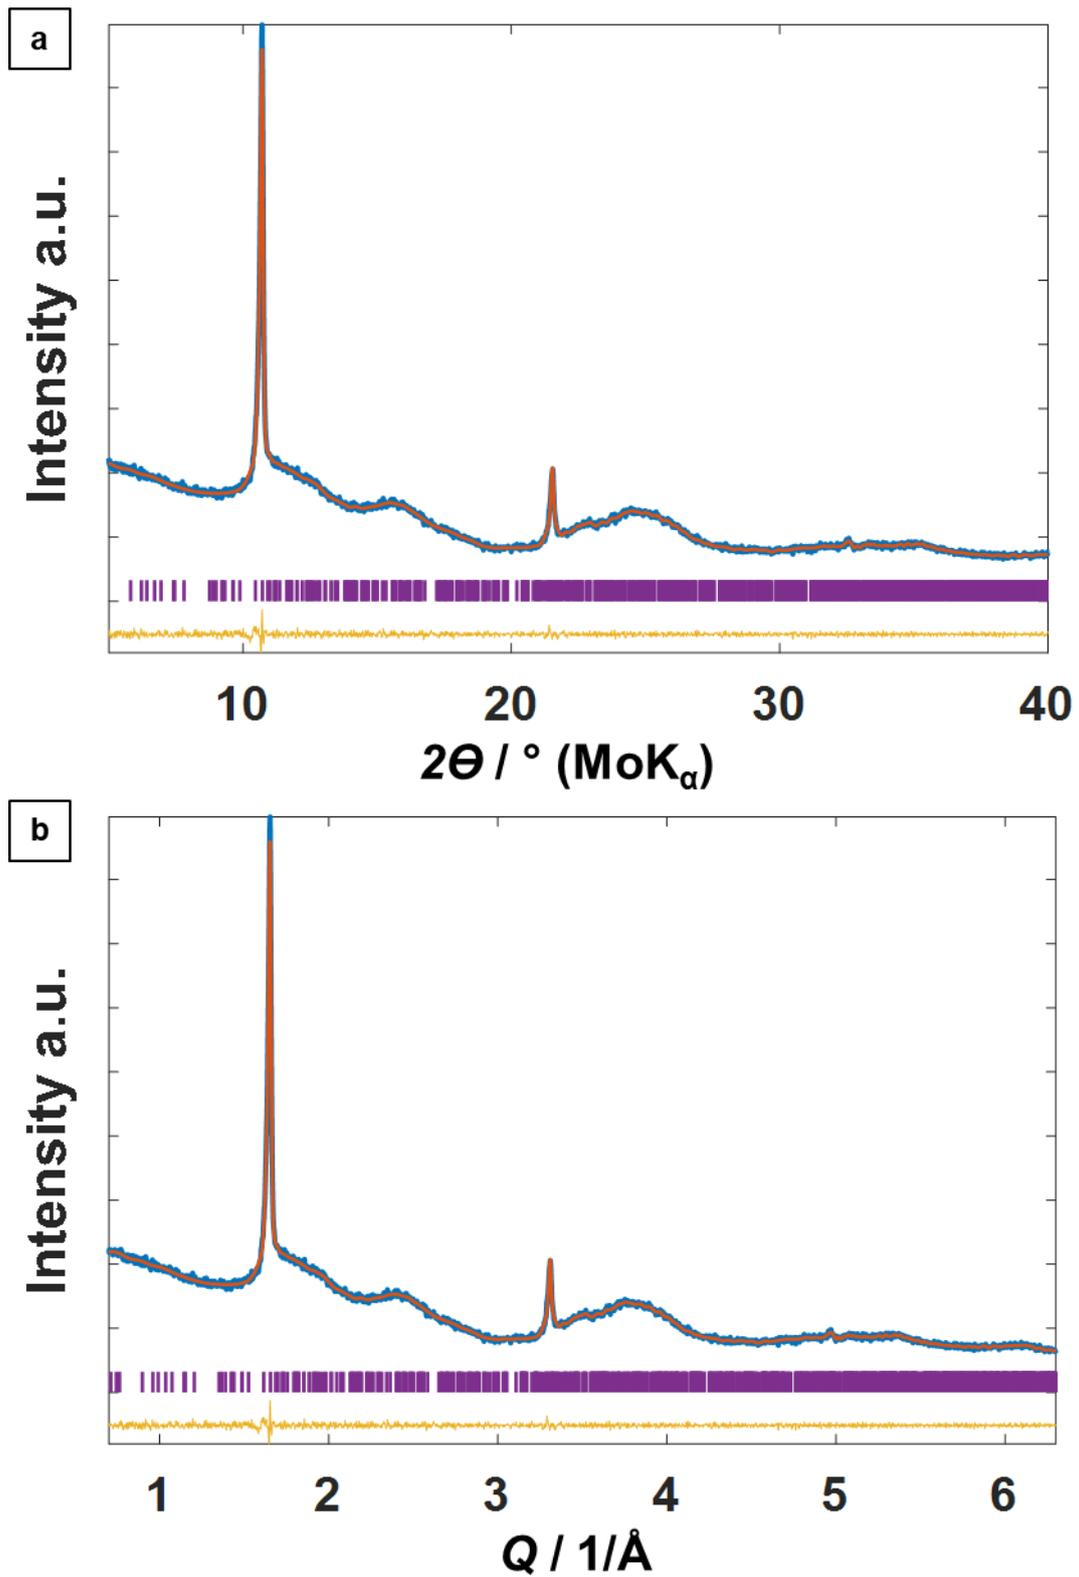 a
Intensity a.u.
10 20 30 40
2Θ / ° (MoKα)
b
Intensity a.u.
1 2 3 4 5 6
Q / 1/Å